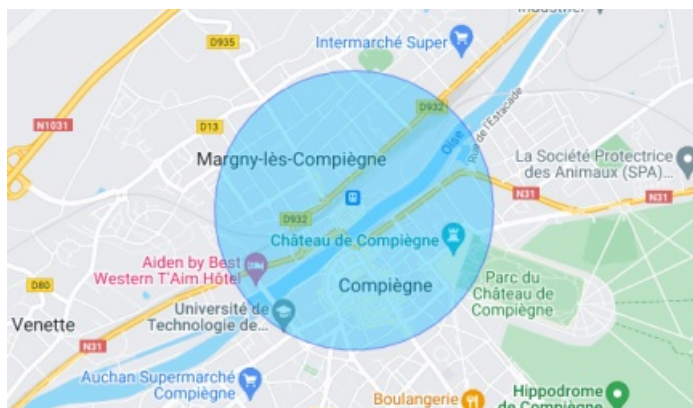 Industriel
D935
Intermarché Super
D932
N1031
D13
Oise
Rue de l'Estacade
Margny-lès-Compiègne
La Société Protectrice
des Animaux (SPA)...
N31
N31
D932
Château de Compiègne
Aiden by Best
Western T'Aim Hôtel
Parc du
Château de
Compiègne
D80
Compiègne
Université de
Technologie de...
Venette
N31
Auchan Supermarché
Compiègne
Boulangerie
Hippodrome
de Compiègne